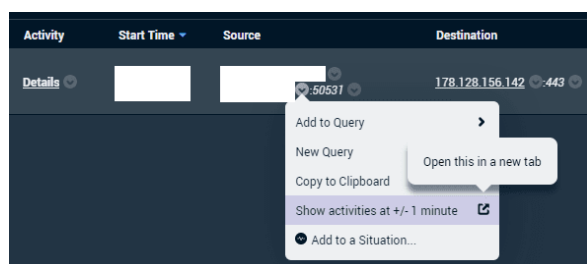 Activity Start Time Source Destination
Details :50531 178.128.156.142 :443
Add to Query
New Query
Open this in a new tab
Copy to Clipboard
Show activities at +/- 1 minute
Add to a Situation...